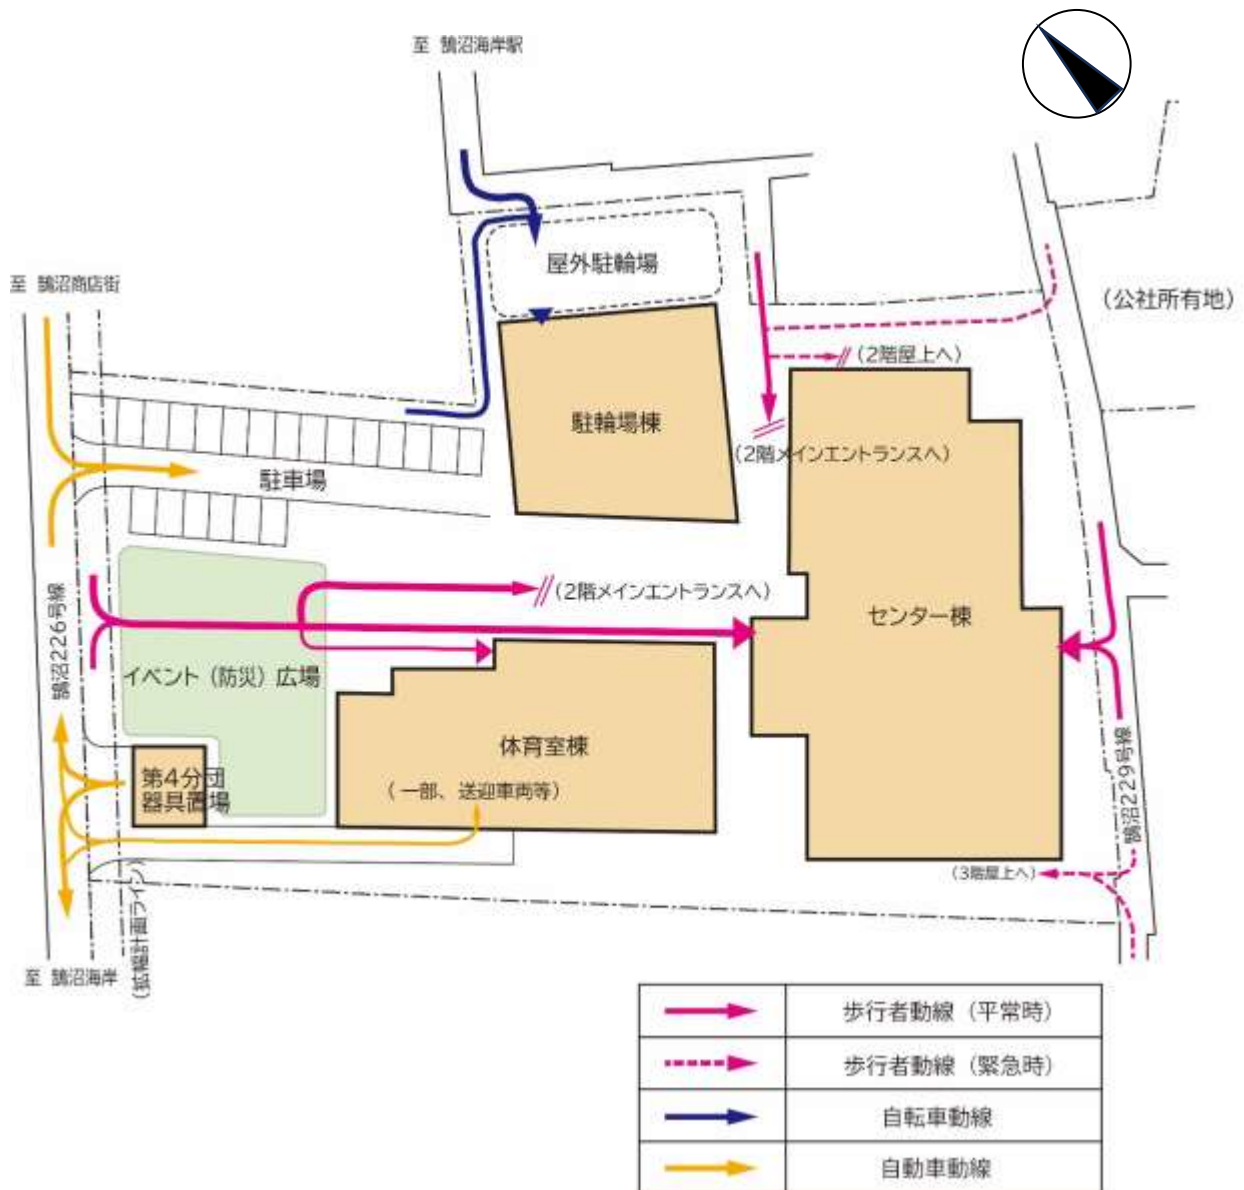 至 鵠沼海岸駅
至 鵠沼商店街
屋外駐輪場
(公社所有地)
(2階屋上へ)
駐輪場棟
(2階メインエントランスへ)
駐車場
(2階メインエントランスへ)
センター棟
鵠沼226号線
イベント(防災)広場
体育室棟
鵠沼229号線
第4分団
器具置場
(一部、送迎車両等)
(3階屋上へ)
(拡幅計画ライン)
至 鵠沼海岸
歩行者動線(平常時)
歩行者動線(緊急時)
自転車動線
自動車動線